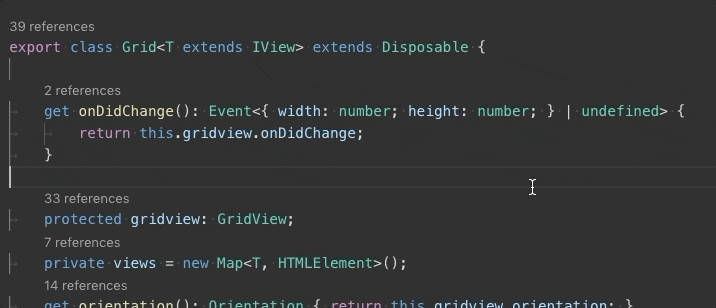 39 references
export class Grid<T extends IView> extends Disposable {
2 references
get onDidChange(): Event<{ width: number; height: number; } | undefined> {
return this.gridview.onDidChange;
}
33 references
protected gridview: GridView;
7 references
private views = new Map<T, HTMLElement>();
14 references
get orientation(): Orientation { return this.gridview.orientation; }